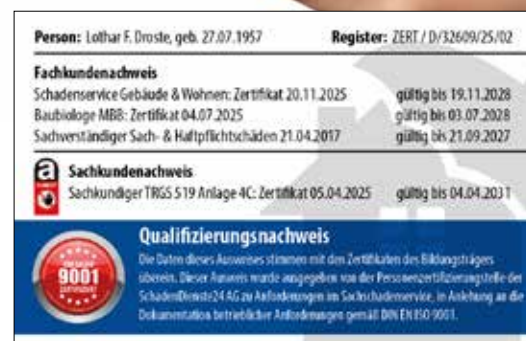 Person: Lothar F. Droste, geb. 27.07.1957 Register: ZERT / D/32609/25/02
Fachkundenachweis
Schadenservice Gebäude & Wohnen: Zertifikat 20.11.2025 gültig bis 19.11.2028
Baubiologe MBB: Zertifikat 04.07.2025 gültig bis 03.07.2028
Sachverständiger Sach- & Haftpflichtschäden 21.04.2017 gültig bis 21.09.2027
a
Sachkundenachweis
Sachkundiger TRGS 519 Anlage 4C: Zertifikat 05.04.2025 gültig bis 04.04.2031
Qualifizierungsnachweis
Die Daten dieses Ausweises stimmen mit den Zertifikaten des Bildungsträgers
überein. Dieser Ausweis wurde ausgegeben von der Personenzertifizierungsstelle der
SchadenDienste24 AG zu Anforderungen im Sachschadenservice, in Anlehung an die
Dokumentation betrieblicher Anforderungen gemäß DIN EN ISO 9001.
9001